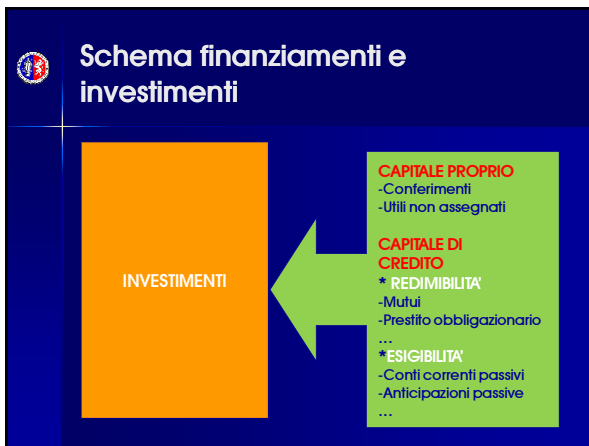 Schema finanziamenti e
investimenti
INVESTIMENTI
CAPITALE PROPRIO
-Conferimenti
-Utili non assegnati
CAPITALE DI
CREDITO
* REDIMIBILITA'
-Mutui
-Prestito obbligazionario
...
*ESIGIBILITA'
-Conti correnti passivi
-Anticipazioni passive
...